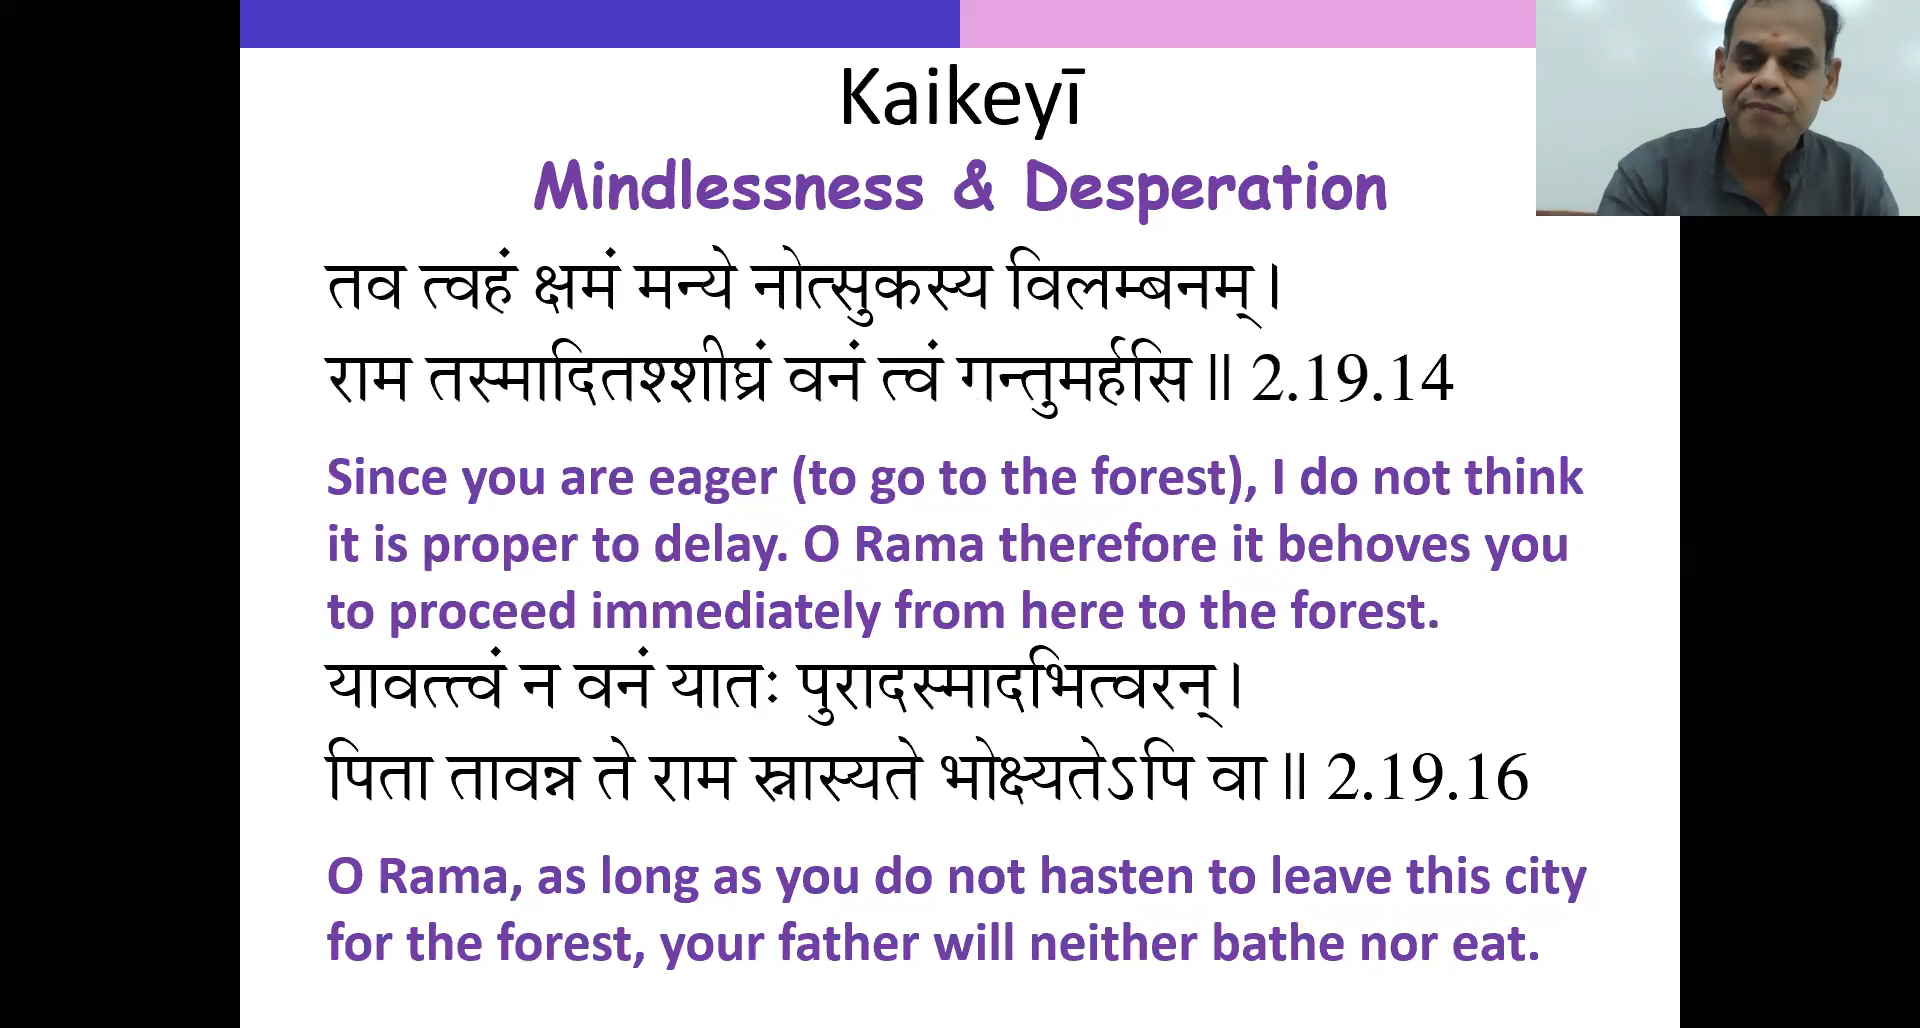 Kaikeyī
Mindlessness & Desperation
तव त्वहं क्षमं मन्ये नोत्सुकस्य विलम्बनम् ।
राम तस्मादितश्शीघ्रं वनं त्वं गन्तुमर्हसि ॥ 2.19.14
Since you are eager (to go to the forest), I do not think
it is proper to delay. O Rama therefore it behoves you
to proceed immediately from here to the forest.
यावत्त्वं न वनं यातः पुरादस्मादभित्वरन् ।
पिता तावन्न ते राम स्नास्यते भोक्ष्यतेऽपि वा ॥ 2.19.16
O Rama, as long as you do not hasten to leave this city
for the forest, your father will neither bathe nor eat.